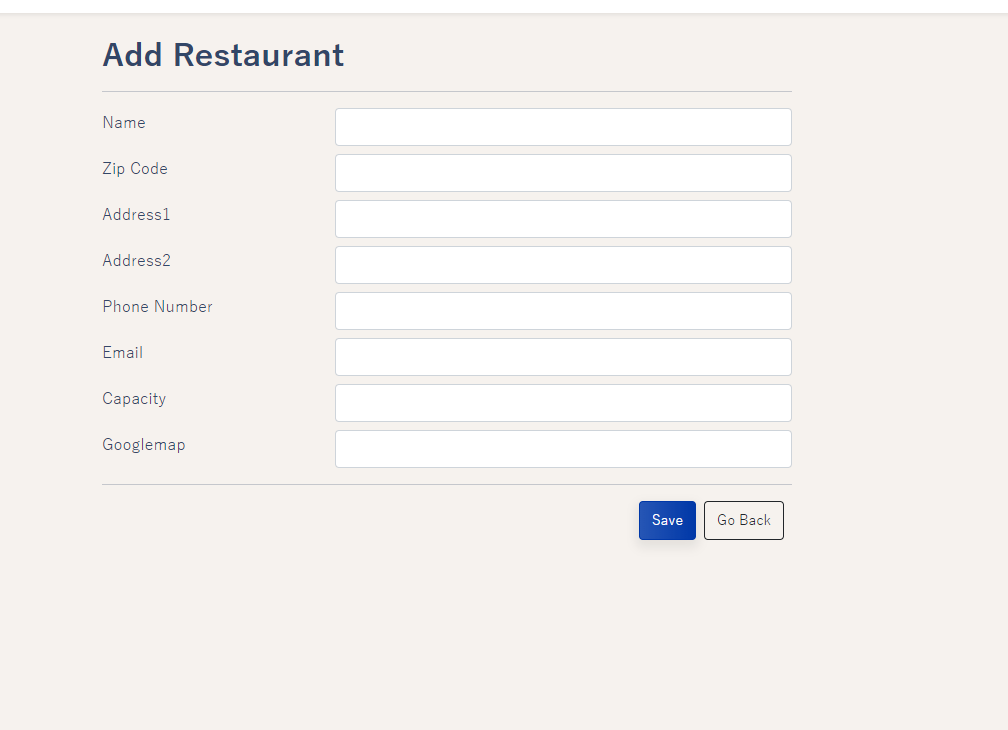 Add Restaurant
Name
Zip Code
Address1
Address2
Phone Number
Email
Capacity
Googlemap
Save Go Back